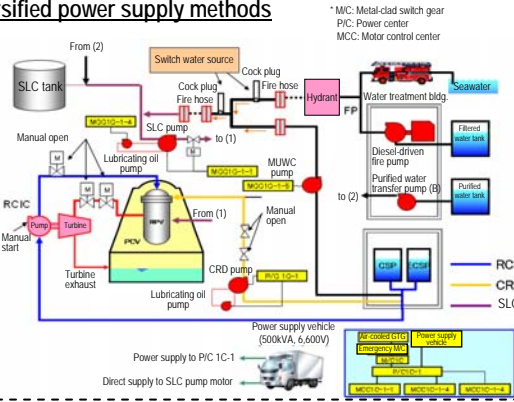 rsified power supply methods
* M/C: Metal-clad switch gear
P/C: Power center
MCC: Motor control center
From (2)
SLC tank
Switch water source
Cock plug
Cock plug
Fire hose
Fire hose
Hydrant
FP
Water treatment bldg.
Seawater
MCC1C-1-4
SLC pump
to (1)
Manual open
M
M
M
M
Lubricating oil
pump
MCC1C-1-1
MCC1C-1-6
MUWC
pump
Diesel-driven
fire pump
Filtered
water tank
Purified water
transfer pump (B)
to (2)
Purified
water tank
RCIC
Pump
Turbine
Manual
start
RPV
PCV
From (1)
Manual
open
Turbine
exhaust
CRD pump
P/C 1C-1
Lubricating oil
pump
CSP
CSP
RC
CR
SLC
Power supply vehicle
(500kVA, 6,600V)
Power supply to P/C 1C-1
Direct supply to SLC pump motor
Air-cooled GTG
Power supply
vehicle
Emergency M/C
M/C1C
P/C1C-1
MCC1C-1-1
MCC1C-1-4
MCC1C-1-4